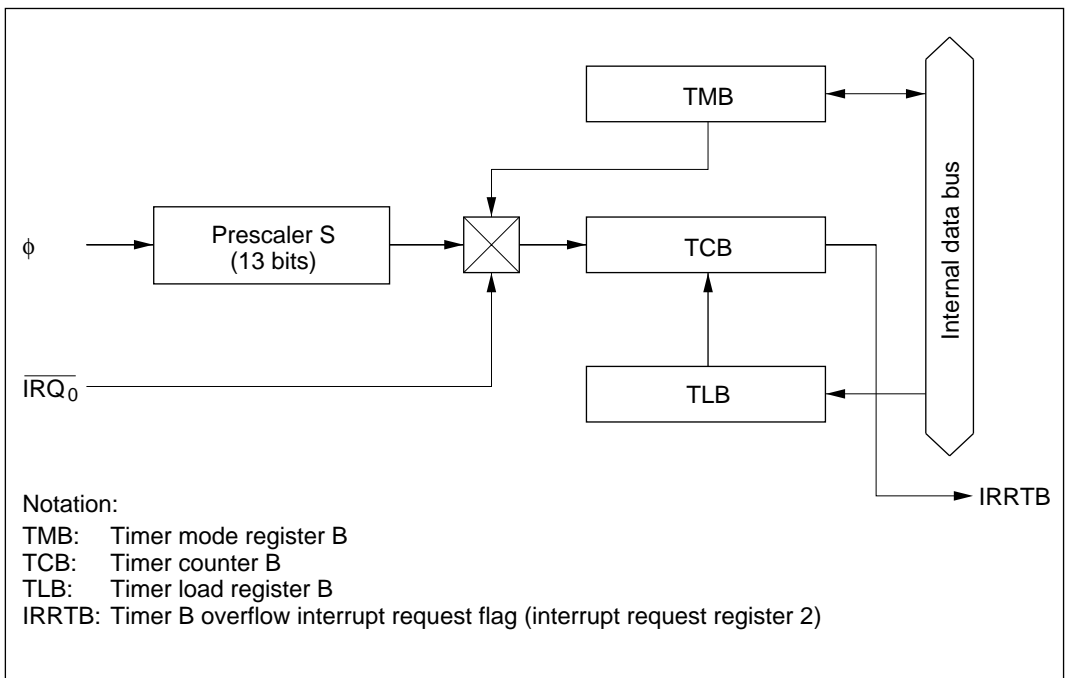 TMB
Internal data bus
ϕ
Prescaler S
(13 bits)
TCB
IRQ0
TLB
IRRTB
Notation:
TMB: Timer mode register B
TCB: Timer counter B
TLB: Timer load register B
IRRTB: Timer B overflow interrupt request flag (interrupt request register 2)